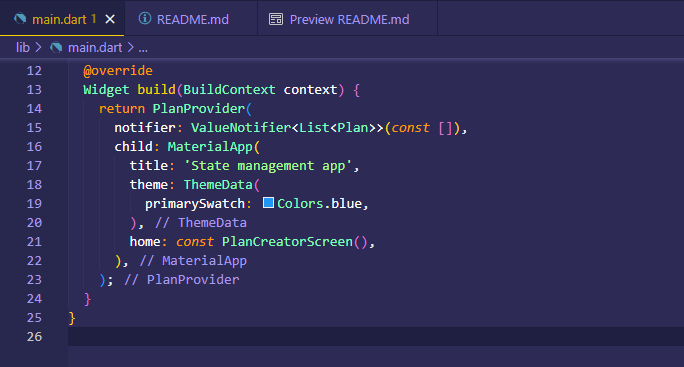 main.dart 1 × README.md Preview README.md
lib > main.dart > ...
12 @override
13 Widget build(BuildContext context) {
14 return PlanProvider(
15 notifier: ValueNotifier<List<Plan>>(const []),
16 child: MaterialApp(
17 title: 'State management app',
18 theme: ThemeData(
19 primarySwatch: Colors.blue,
20 ), // ThemeData
21 home: const PlanCreatorScreen(),
22 ), // MaterialApp
23 ); // PlanProvider
24 }
25 }
26